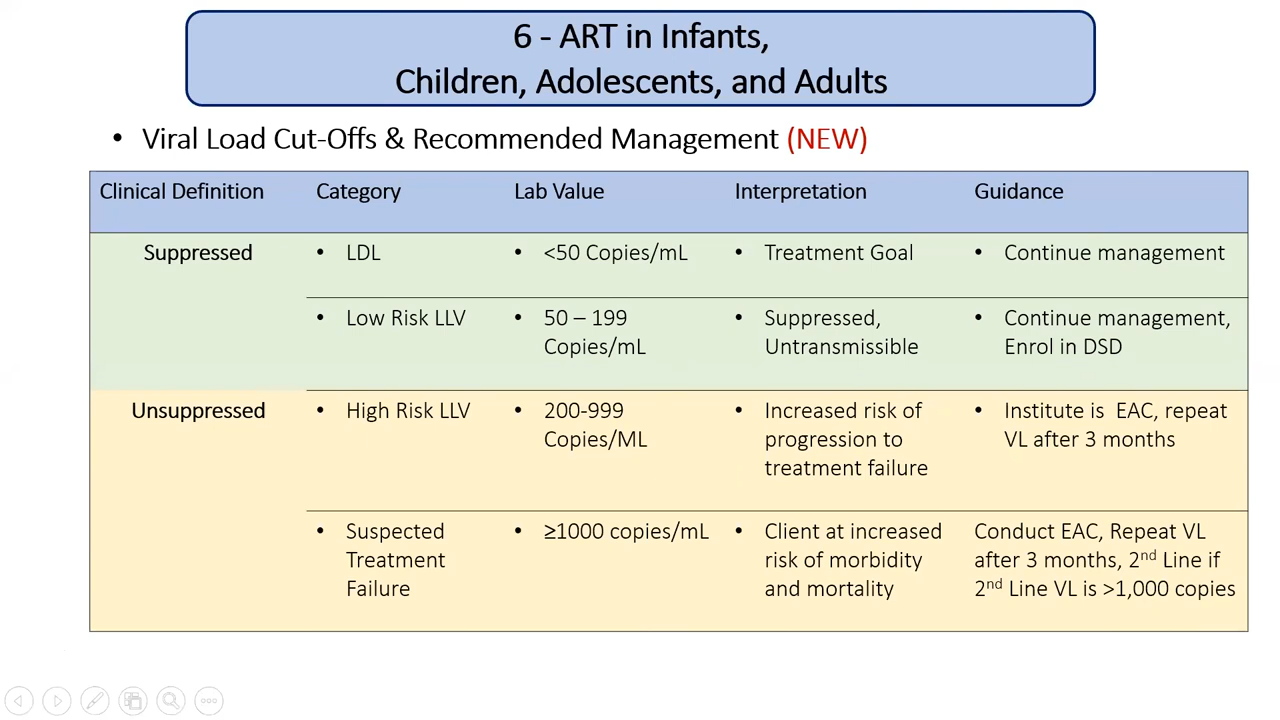 6 - ART in Infants,
Children, Adolescents, and Adults
• Viral Load Cut-Offs & Recommended Management (NEW)
Clinical Definition Category Lab Value Interpretation Guidance
Suppressed
• LDL
• <50 Copies/mL
• Treatment Goal
• Continue management
• Low Risk LLV
• 50 – 199
Copies/mL
• Suppressed,
Untransmissible
• Continue management,
Enrol in DSD
Unsuppressed
• High Risk LLV
• 200-999
Copies/ML
• Increased risk of
progression to
treatment failure
• Institute is  EAC, repeat
VL after 3 months
• Suspected
Treatment
Failure
• ≥1000 copies/mL
• Client at increased
risk of morbidity
and mortality
Conduct EAC, Repeat VL
after 3 months, 2nd Line if
2nd Line VL is >1,000 copies